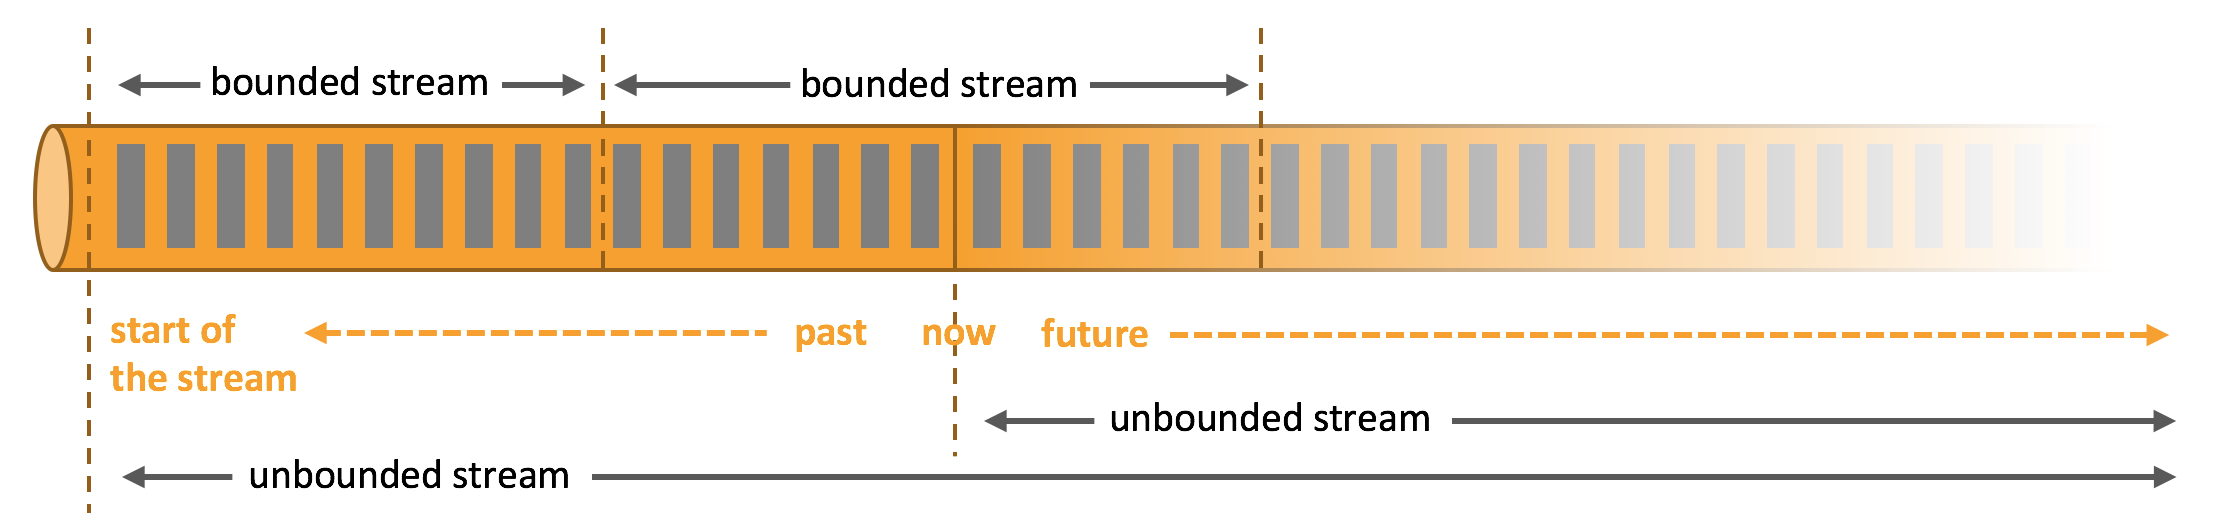 bounded stream
bounded stream
start of
the stream
past
now
future
unbounded stream
unbounded stream